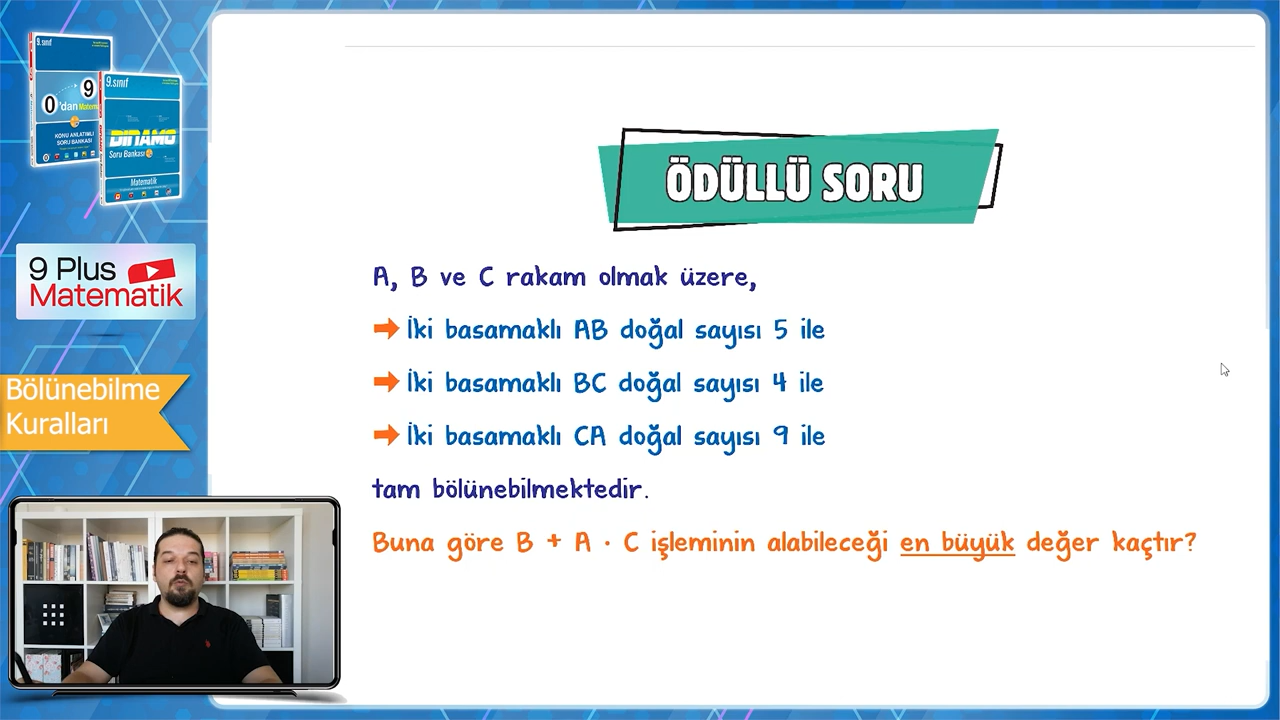 9.sınıf
0'dan 9 Matematik
KONU ANLATIMLI
SORU BANKASI
9.sınıf
DİNAMO
Soru Bankası
Matematik
9 Plus
Matematik
Bölünebilme
Kuralları
ÖDÜLLÜ SORU
A, B ve C rakam olmak üzere,
➡ İki basamaklı AB doğal sayısı 5 ile
➡ İki basamaklı BC doğal sayısı 4 ile
➡ İki basamaklı CA doğal sayısı 9 ile
tam bölünebilmektedir.
Buna göre B + A · C işleminin alabileceği en büyük değer kaçtır?